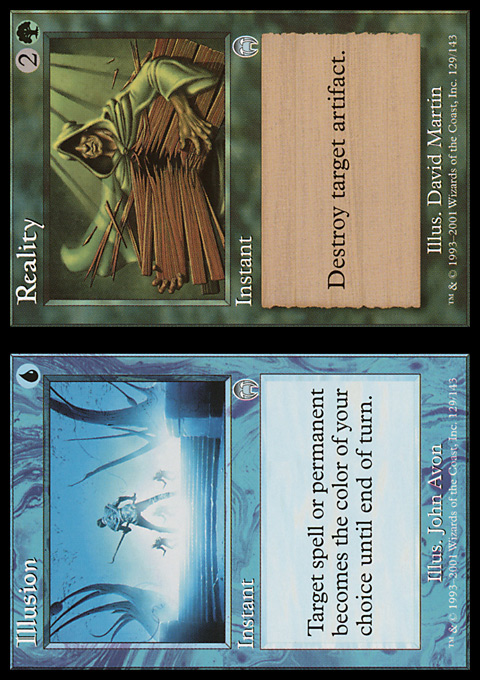 Illusion
Instant
Target spell or permanent
becomes the color of your
choice until end of turn.
Illus. John Avon
™ & © 1993–2001 Wizards of the Coast, Inc. 129/143
Reality 2
Instant
Destroy target artifact.
Illus. David Martin
™ & © 1993–2001 Wizards of the Coast, Inc. 129/143